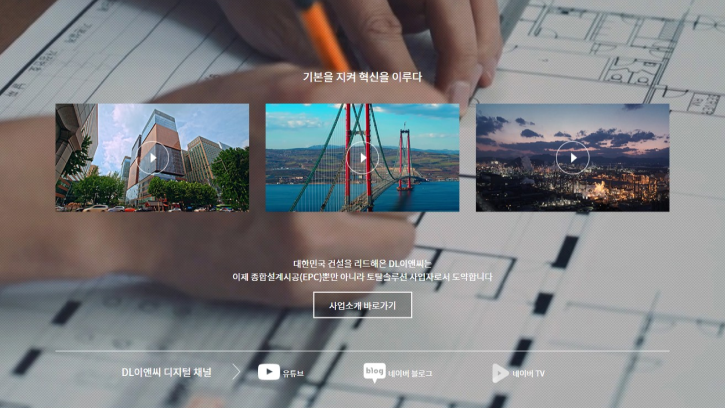 기본을 지켜 혁신을 이루다
대한민국 건설을 리드해온 DL이앤씨는
이제 종합설계시공(EPC)뿐만 아니라 토탈솔루션 사업자로서 도약합니다
사업소개 바로가기
DL이앤씨 디지털 채널
유튜브
blog
네이버 블로그
네이버 TV